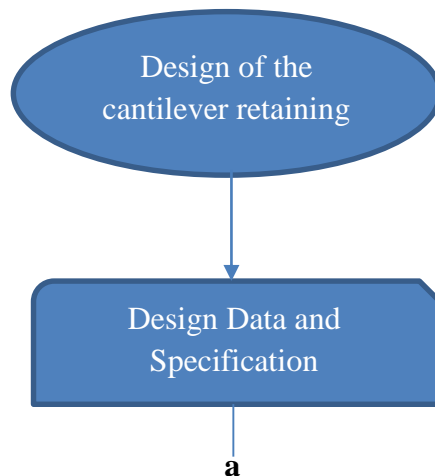 Design of the
cantilever retaining
Design Data and
Specification
a